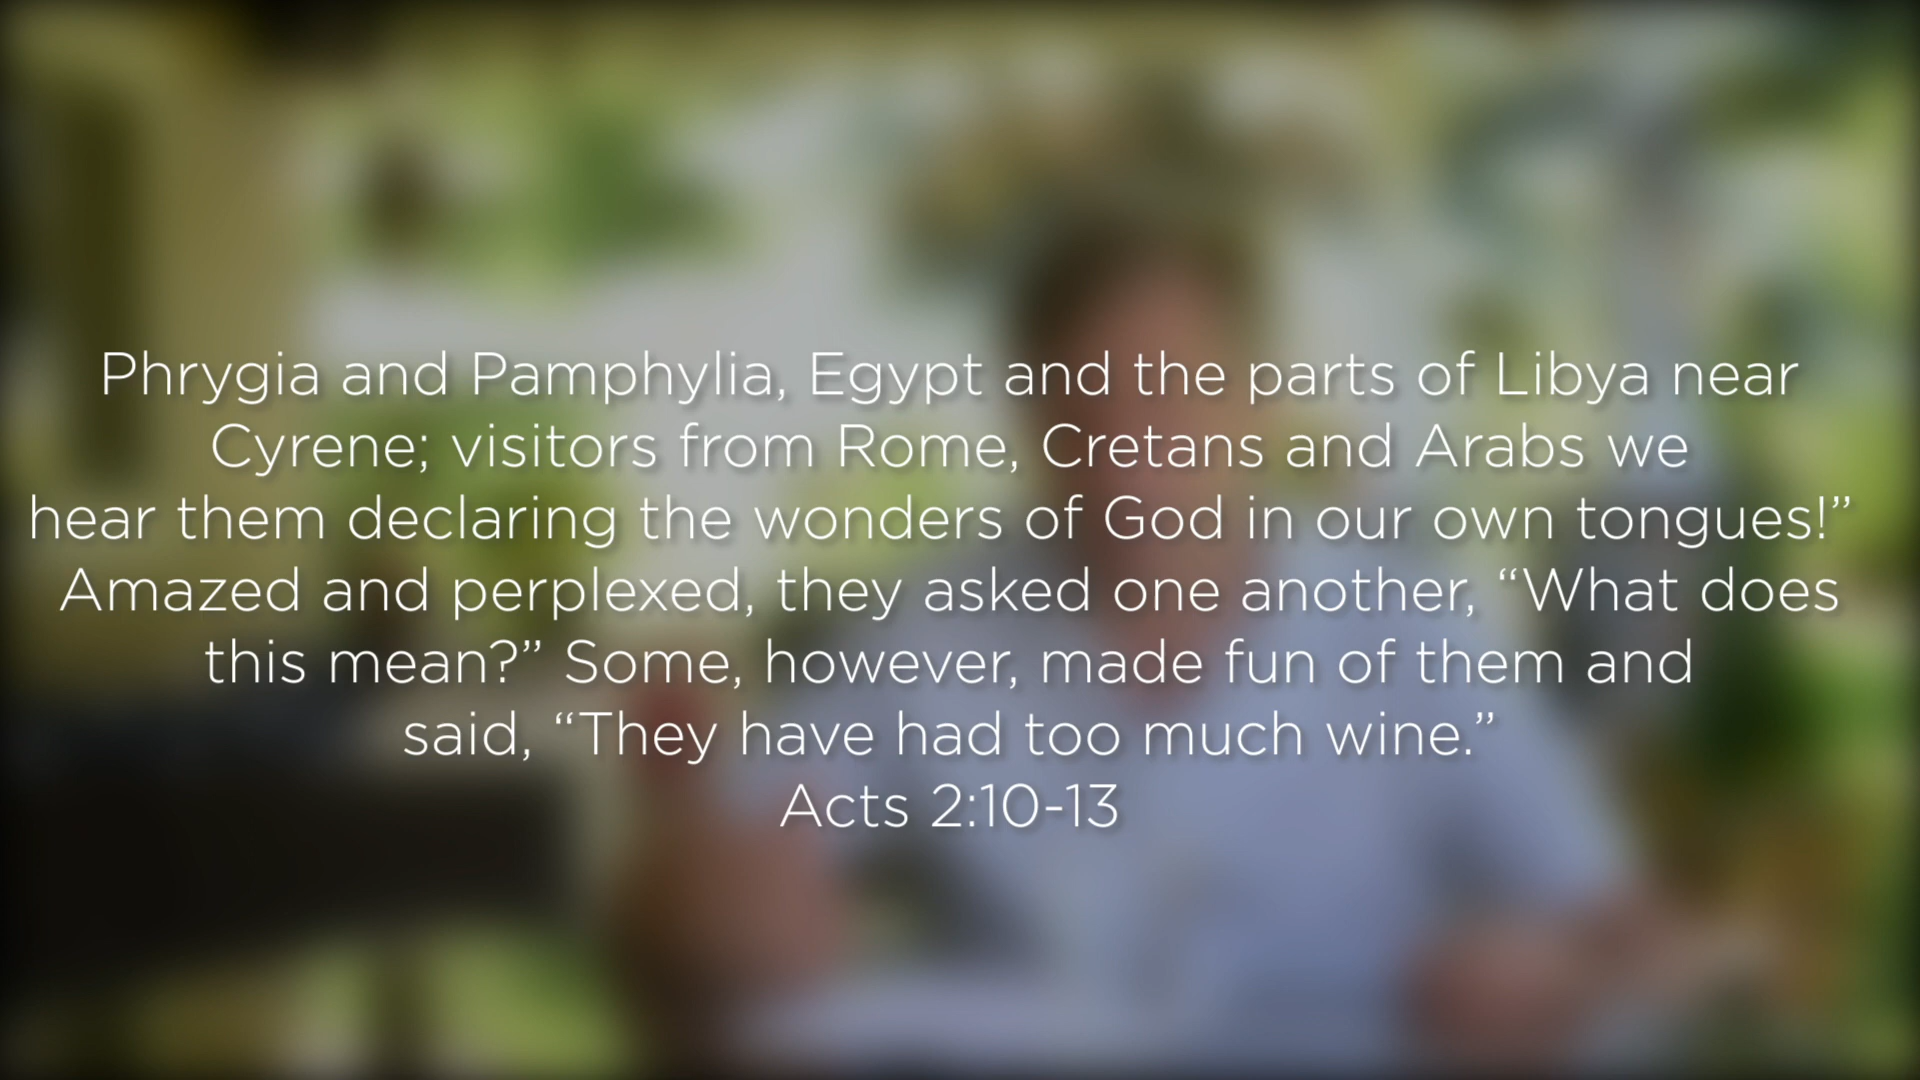 Phrygia and Pamphylia, Egypt and the parts of Libya near
Cyrene; visitors from Rome, Cretans and Arabs we
hear them declaring the wonders of God in our own tongues!”
Amazed and perplexed, they asked one another, “What does
this mean?” Some, however, made fun of them and
said, “They have had too much wine.”
Acts 2:10-13